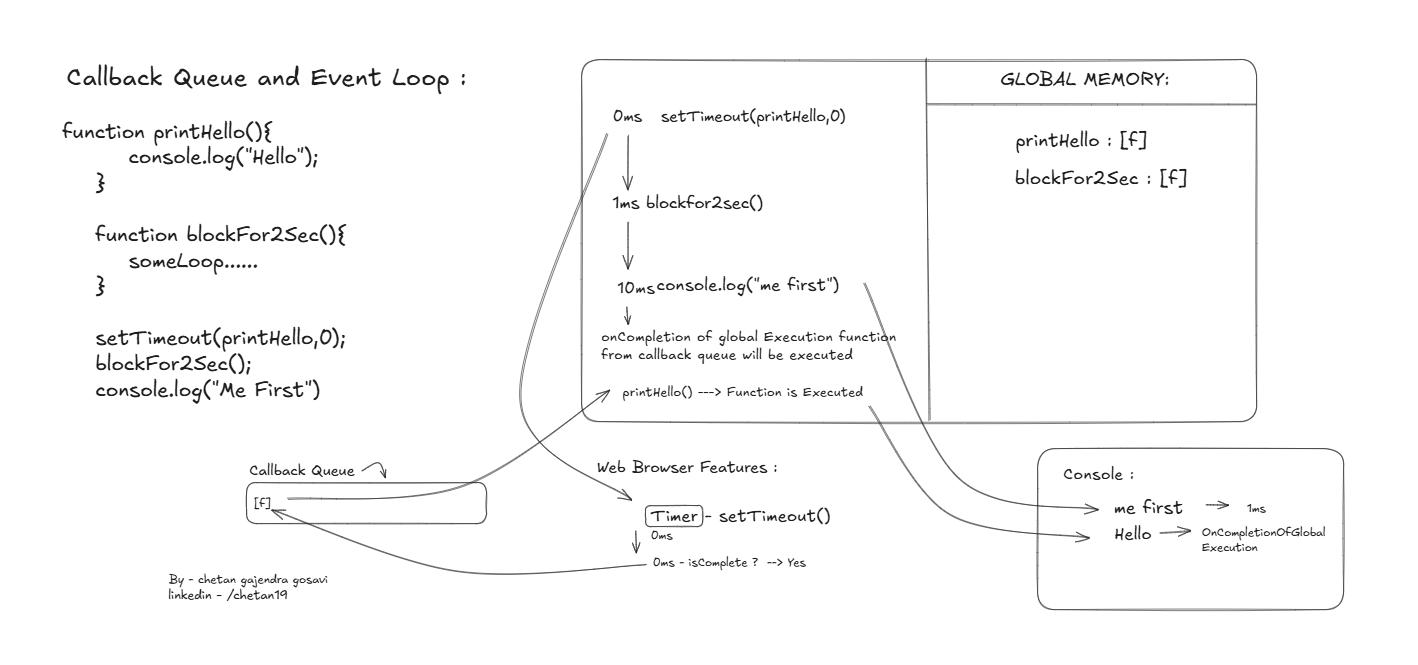 Callback Queue and Event Loop :
function printHello(){
console.log("Hello");
}
function blockFor2Sec(){
someLoop......
}
setTimeout(printHello,0);
blockFor2Sec();
console.log("Me First")
0ms setTimeout(printHello,0)
1ms blockfor2sec()
10ms console.log("me first")
onCompletion of global Execution function
from callback queue will be executed
printHello() ---> Function is Executed
GLOBAL MEMORY:
printHello : [f]
blockFor2Sec : [f]
Callback Queue
[f]
Web Browser Features :
Timer - setTimeout()
0ms
0ms - isComplete ? --> Yes
Console :
me first 1ms
Hello OnCompletionOfGlobal
Execution
By - chetan gajendra gosavi
linkedin - /chetan19